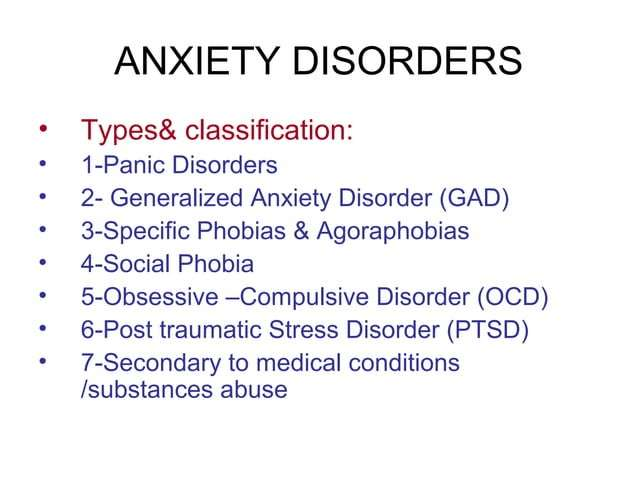 ANXIETY DISORDERS
• Types& classification:
• 1-Panic Disorders
• 2- Generalized Anxiety Disorder (GAD)
• 3-Specific Phobias & Agoraphobias
• 4-Social Phobia
• 5-Obsessive –Compulsive Disorder (OCD)
• 6-Post traumatic Stress Disorder (PTSD)
• 7-Secondary to medical conditions
/substances abuse